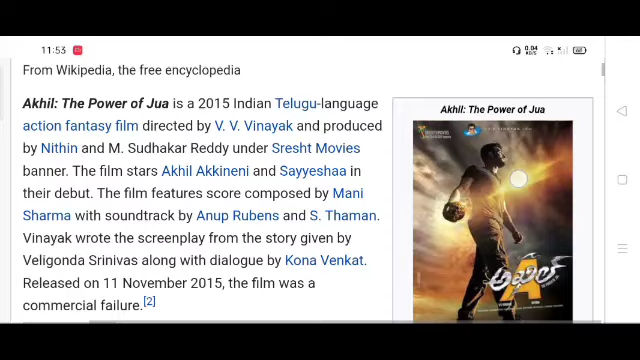 11:53
0.04
KB/S
From Wikipedia, the free encyclopedia
Akhil: The Power of Jua is a 2015 Indian Telugu-language
action fantasy film directed by V. V. Vinayak and produced
by Nithin and M. Sudhakar Reddy under Sresht Movies
banner. The film stars Akhil Akkineni and Sayyeshaa in
their debut. The film features score composed by Mani
Sharma with soundtrack by Anup Rubens and S. Thaman.
Vinayak wrote the screenplay from the story given by
Veligonda Srinivas along with dialogue by Kona Venkat.
Released on 11 November 2015, the film was a
commercial failure.[2]
Akhil: The Power of Jua
అఖిల్
A